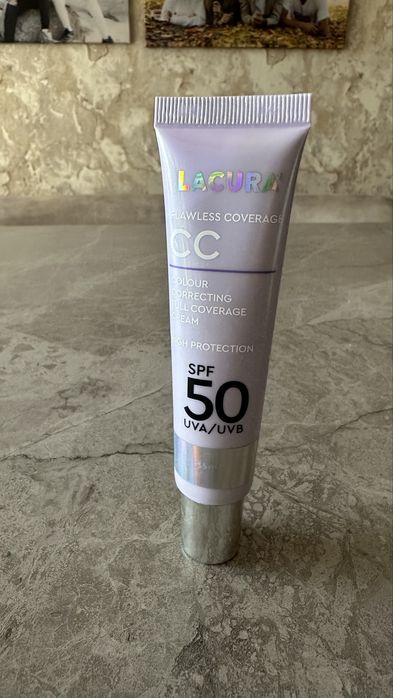 LACURA
FLAWLESS COVERAGE
CC
COLOUR
CORRECTING
FULL COVERAGE
CREAM
HIGH PROTECTION
SPF
50
UVA/UVB